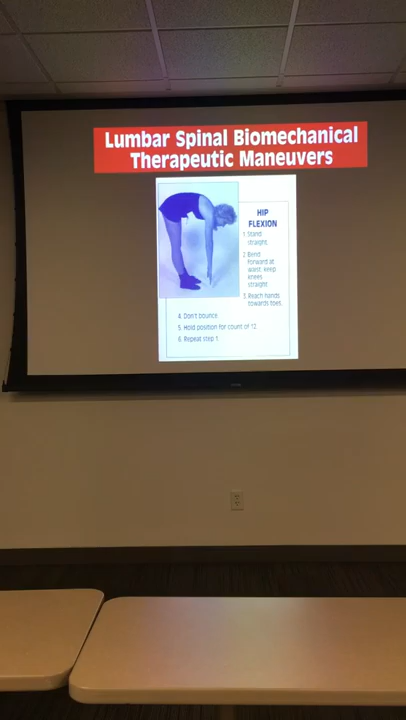 Lumbar Spinal Biomechanical
Therapeutic Maneuvers
HIP
FLEXION
1. Stand
straight.
2. Bend
forward at
waist; keep
knees
straight
3. Reach hands
towards toes.
4. Don't bounce.
5. Hold position for count of 12.
6. Repeat step 1.